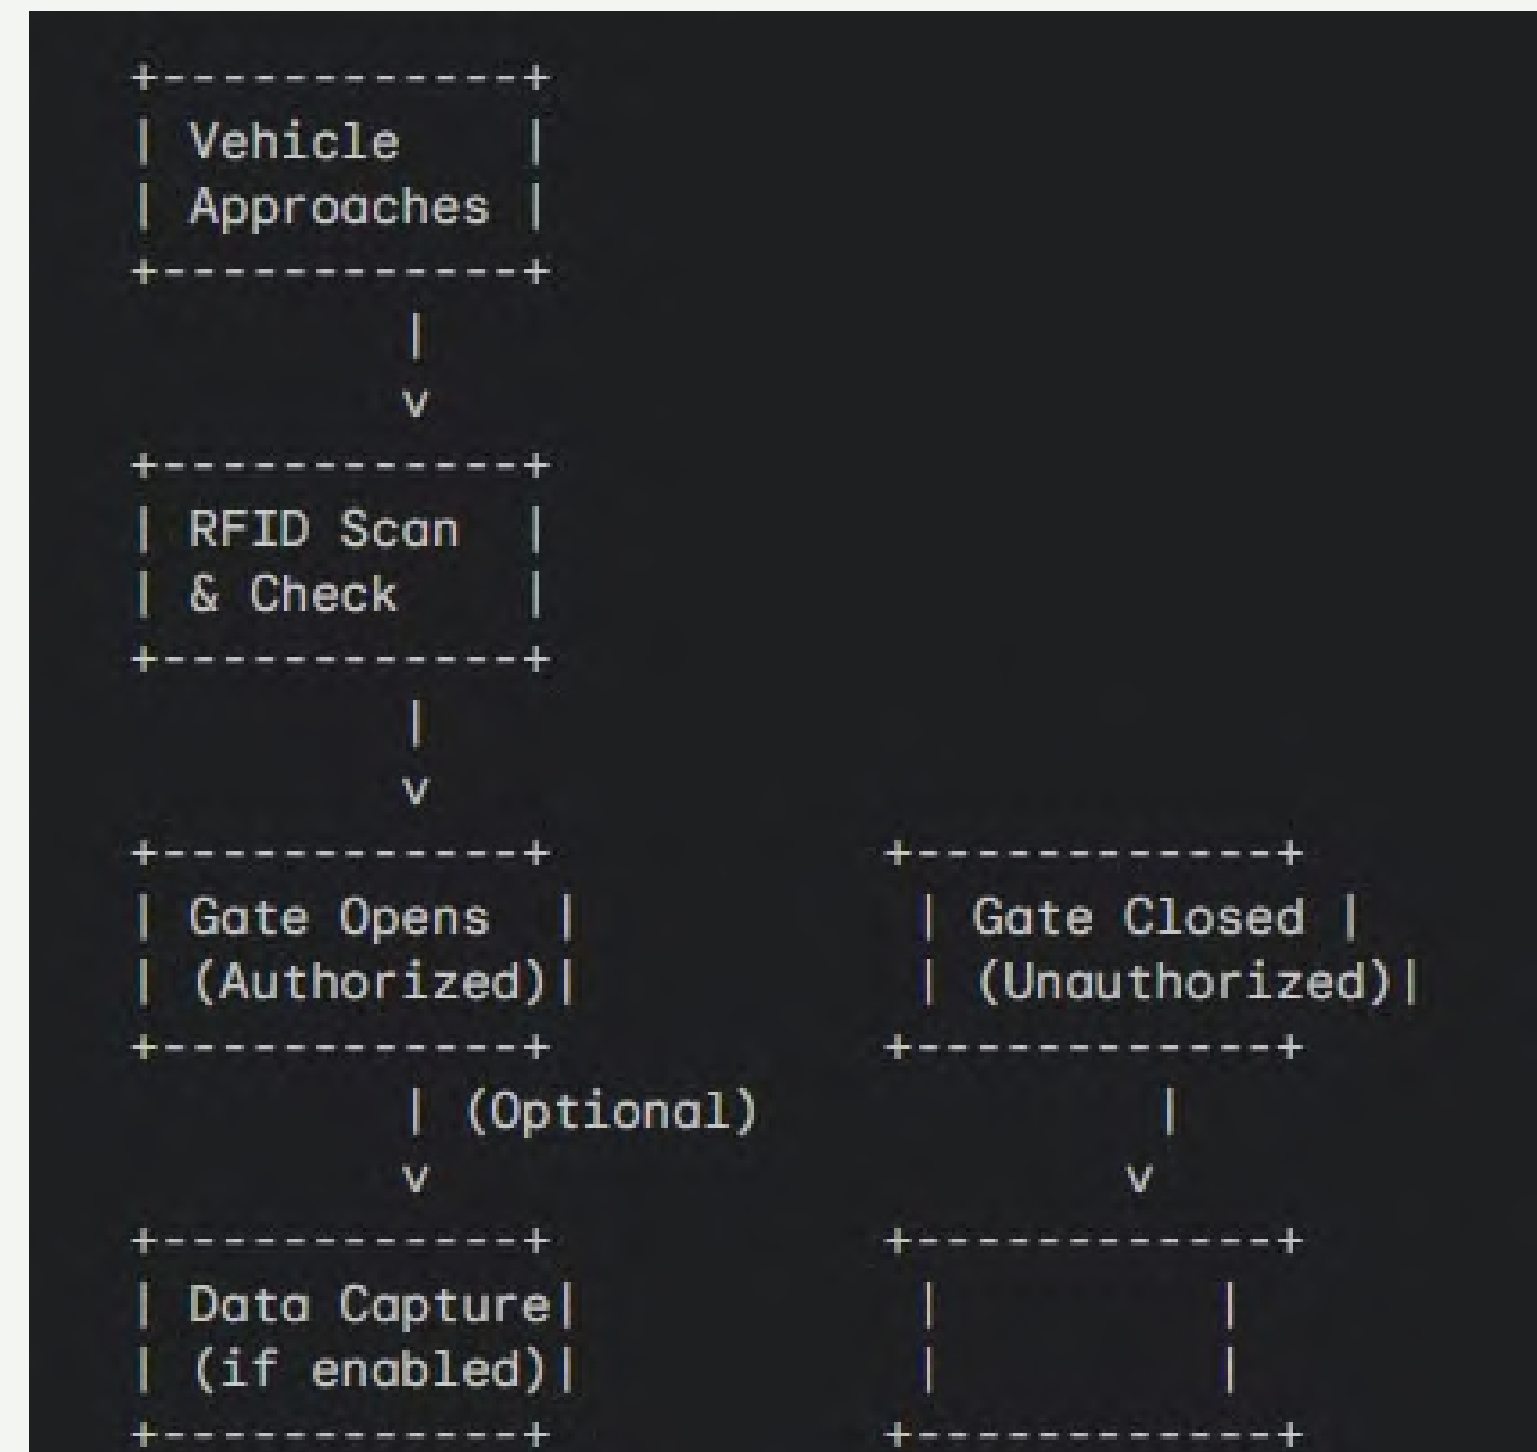 +-------------+
| Vehicle     |
| Approaches  |
+-------------+
         |
         v
+-------------+
| RFID Scan   |
| & Check     |
+-------------+
         |
         v
+-------------+           +-------------+
| Gate Opens  |            | Gate Closed |
| (Authorized)|            | (Unauthorized)|
+-------------+           +-------------+
         | (Optional)              |
         v                        v
+-------------+           +-------------+
| Data Capture|            |         |
| (if enabled)|            |         |
+-------------+           +-------------+